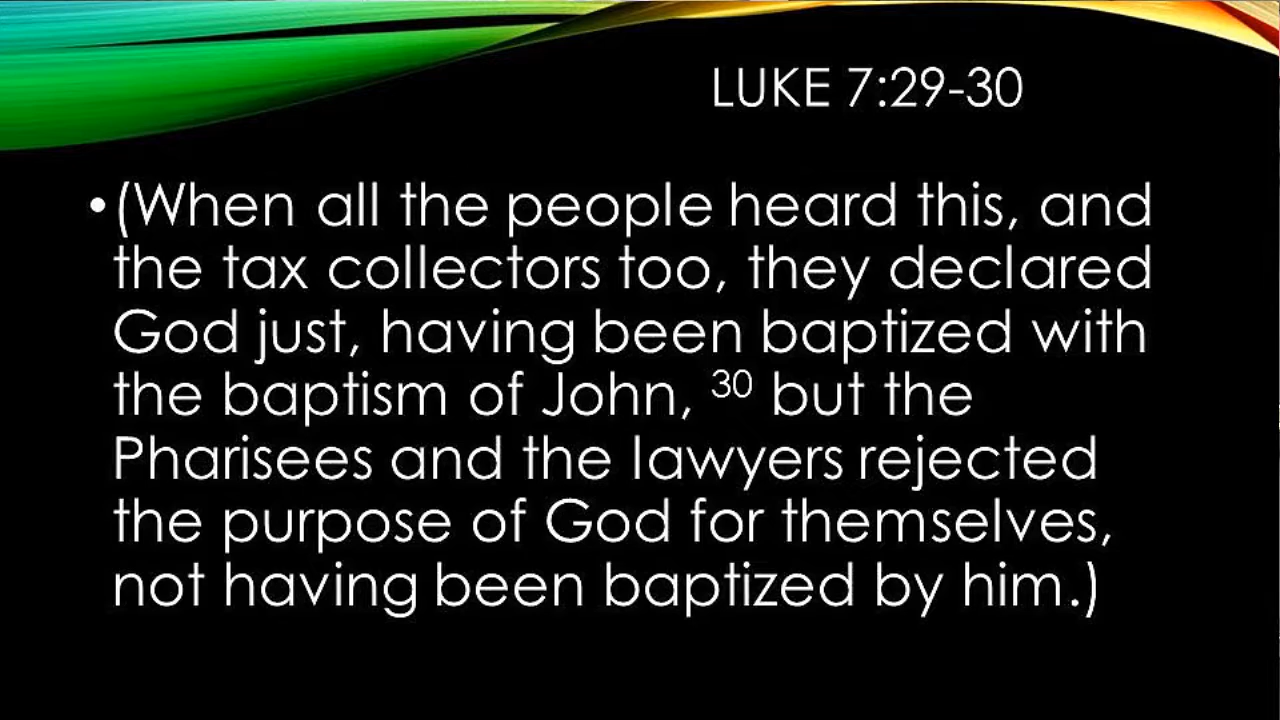 LUKE 7:29-30
•(When all the people heard this, and
the tax collectors too, they declared
God just, having been baptized with
the baptism of John, 30 but the
Pharisees and the lawyers rejected
the purpose of God for themselves,
not having been baptized by him.)